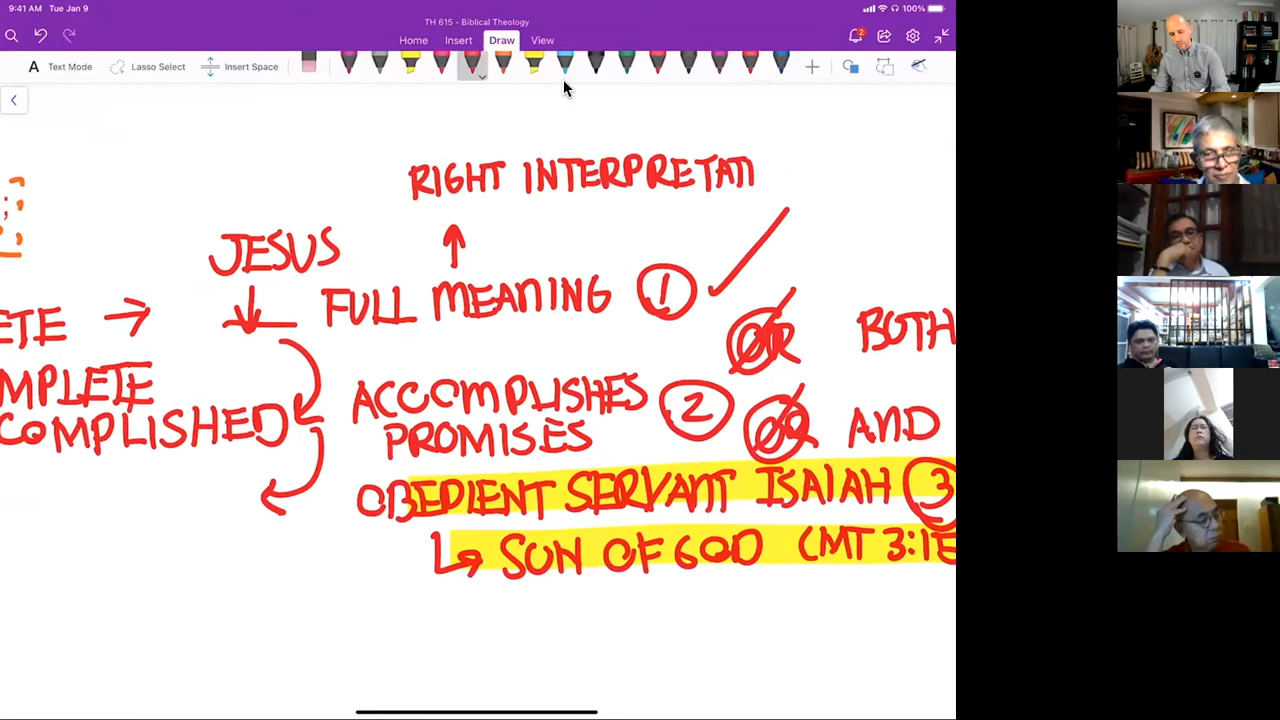 9:41 AM Tue Jan 9
100%
TH 615 - Biblical Theology
Home Insert Draw View
2
A Text Mode Lasso Select Insert Space
RIGHT INTERPRETATI
JESUS
FULL MEANING 1
ETE →
OR BOTH
MPLETE
COMPLISHED
ACCOMPLISHES 2
PROMISES
OR AND
OBEDIENT SERVANT ISAIAH 3
SON OF GOD (MT 3:1